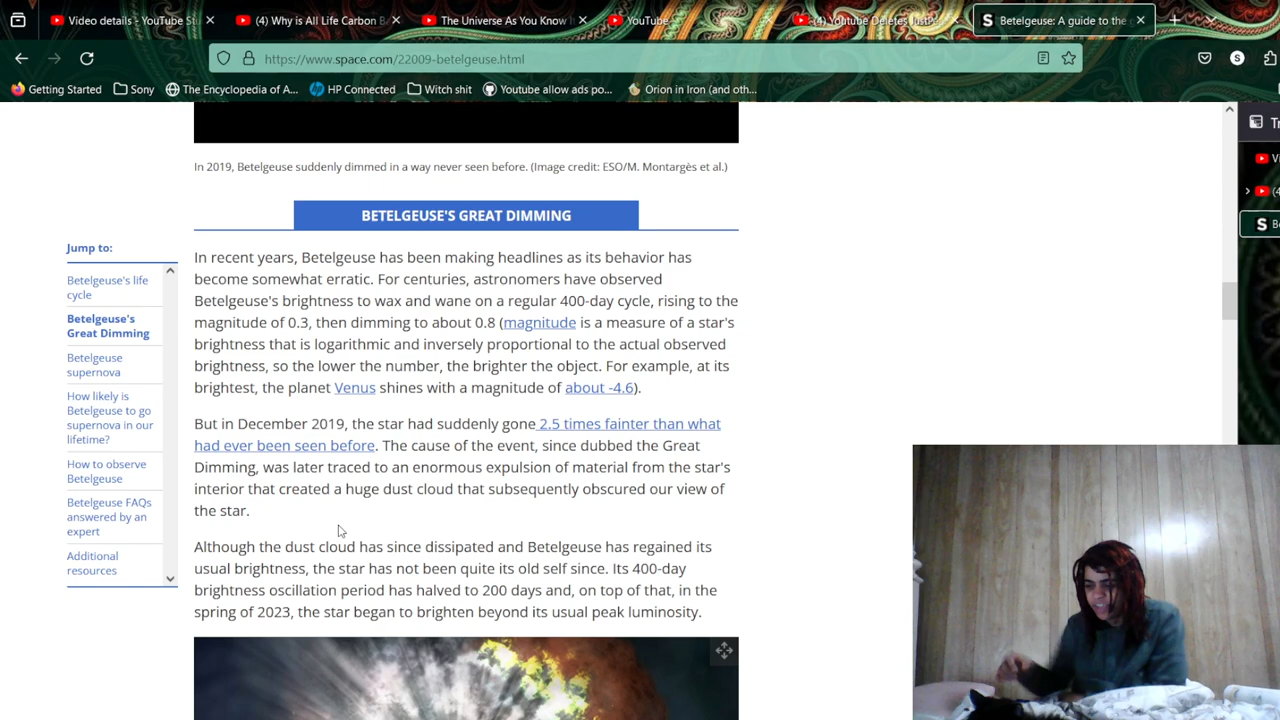 Video details - YouTube St
(4) Why is All Life Carbon B
The Universe As You Know I
YouTube
(4) Youtube Deletes JustP
Betelgeuse: A guide to the
https://www.space.com/22009-betelgeuse.html
S
Getting Started
Sony
The Encyclopedia of A...
HP Connected
Witch shit
Youtube allow ads po...
Orion in Iron (and oth...
In 2019, Betelgeuse suddenly dimmed in a way never seen before. (Image credit: ESO/M. Montargès et al.)
BETELGEUSE'S GREAT DIMMING
Jump to:
Betelgeuse's life
cycle
Betelgeuse's
Great Dimming
Betelgeuse
supernova
How likely is
Betelgeuse to go
supernova in our
lifetime?
How to observe
Betelgeuse
Betelgeuse FAQs
answered by an
expert
Additional
resources
In recent years, Betelgeuse has been making headlines as its behavior has
become somewhat erratic. For centuries, astronomers have observed
Betelgeuse's brightness to wax and wane on a regular 400-day cycle, rising to the
magnitude of 0.3, then dimming to about 0.8 (magnitude is a measure of a star's
brightness that is logarithmic and inversely proportional to the actual observed
brightness, so the lower the number, the brighter the object. For example, at its
brightest, the planet Venus shines with a magnitude of about -4.6).
But in December 2019, the star had suddenly gone 2.5 times fainter than what
had ever been seen before. The cause of the event, since dubbed the Great
Dimming, was later traced to an enormous expulsion of material from the star's
interior that created a huge dust cloud that subsequently obscured our view of
the star.
Although the dust cloud has since dissipated and Betelgeuse has regained its
usual brightness, the star has not been quite its old self since. Its 400-day
brightness oscillation period has halved to 200 days and, on top of that, in the
spring of 2023, the star began to brighten beyond its usual peak luminosity.
Tr
Vi
(4
Be